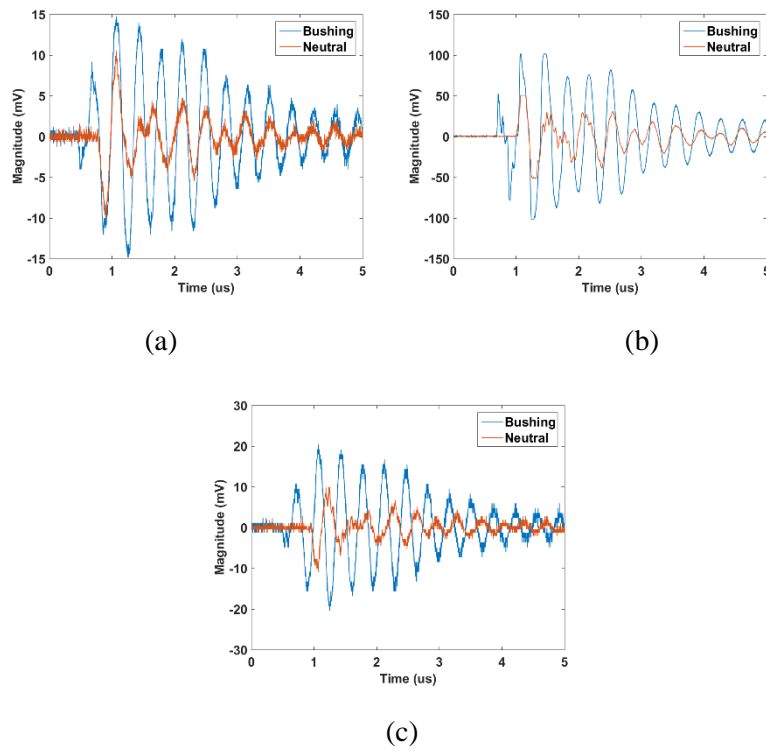 15
10
5
0
-5
-10
-15
Magnitude (mV)
Bushing
Neutral
0 1 2 3 4 5
Time (us)
(a)
150
100
50
0
-50
-100
-150
Magnitude (mV)
Bushing
Neutral
0 1 2 3 4 5
Time (us)
(b)
30
20
10
0
-10
-20
-30
Magnitude (mV)
Bushing
Neutral
0 1 2 3 4 5
Time (us)
(c)